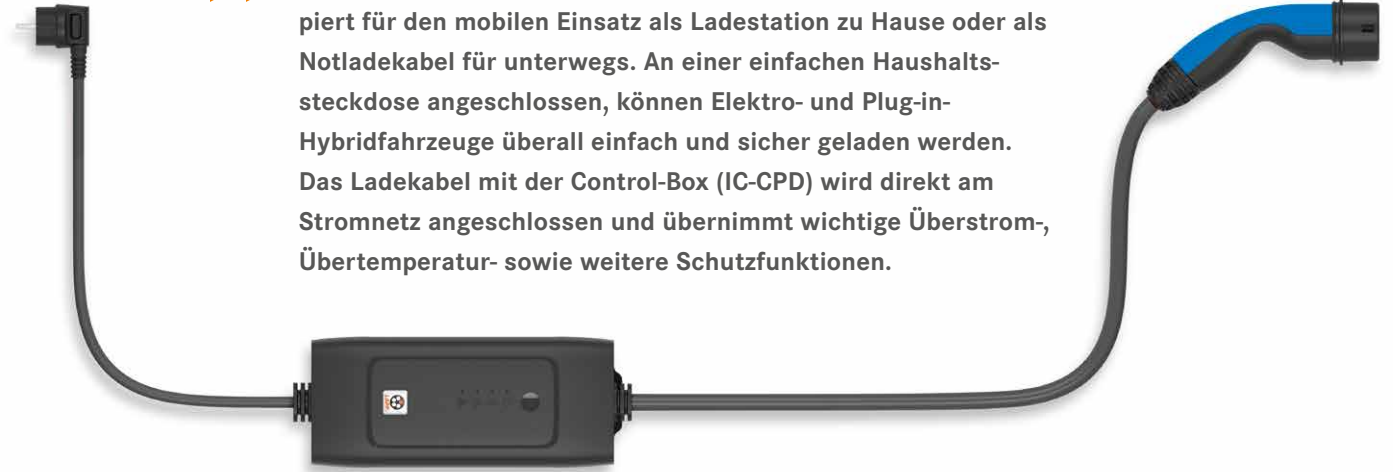 piert für den mobilen Einsatz als Ladestation zu Hause oder als
Notladekabel für unterwegs. An einer einfachen Haushalts-
steckdose angeschlossen, können Elektro- und Plug-in-
Hybridfahrzeuge überall einfach und sicher geladen werden.
Das Ladekabel mit der Control-Box (IC-CPD) wird direkt am
Stromnetz angeschlossen und übernimmt wichtige Überstrom-,
Übertemperatur- sowie weitere Schutzfunktionen.